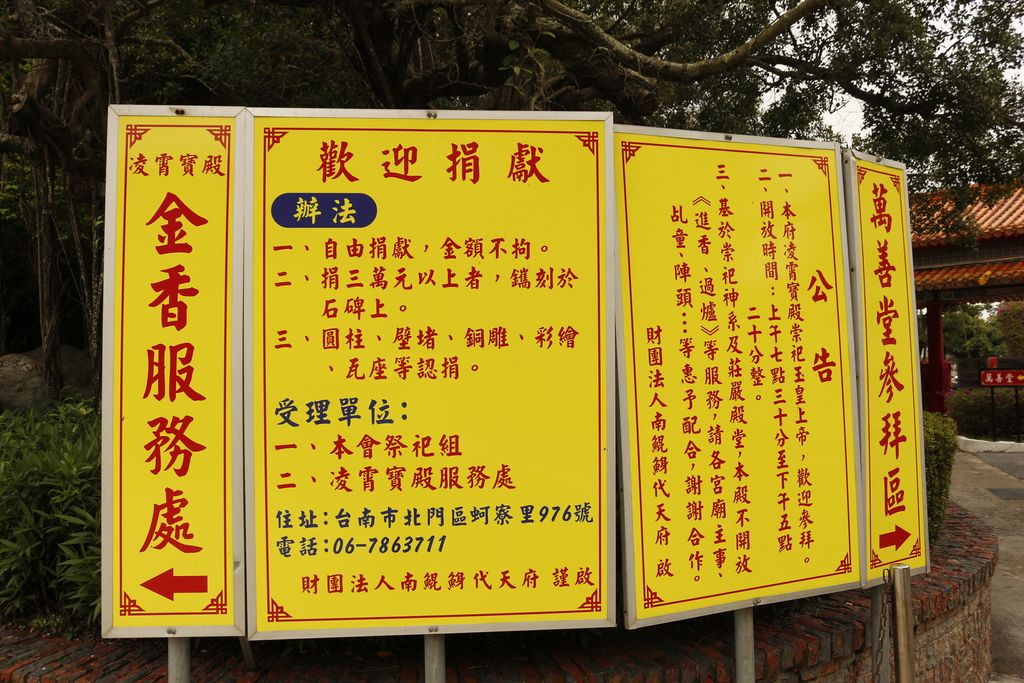 凌霄寶殿
金香服務處
歡迎捐獻
辦法
一、自由捐獻，金額不拘。
二、捐三萬元以上者，鐫刻於
石碑上。
三、圓柱、壁堵、銅雕、彩繪
、瓦座等認捐。
受理單位：
一、本會祭祀組
二、凌霄寶殿服務處
住址：台南市北門區蚵寮里976號
電話：06-7863711
財團法人南鯤鯓代天府 謹啟
公告
一、本府凌霄寶殿崇祀玉皇上帝，歡迎參拜。
二、開放時間：上午七點三十分至下午五點
二十分整。
三、基於崇祀神系及莊嚴殿堂，本殿不開放
《進香、過爐》等服務，請各宮廟主事、
乩童、陣頭…等惠予配合，謝謝合作。
財團法人南鯤鯓代天府 啟
萬善堂參拜區
萬善堂